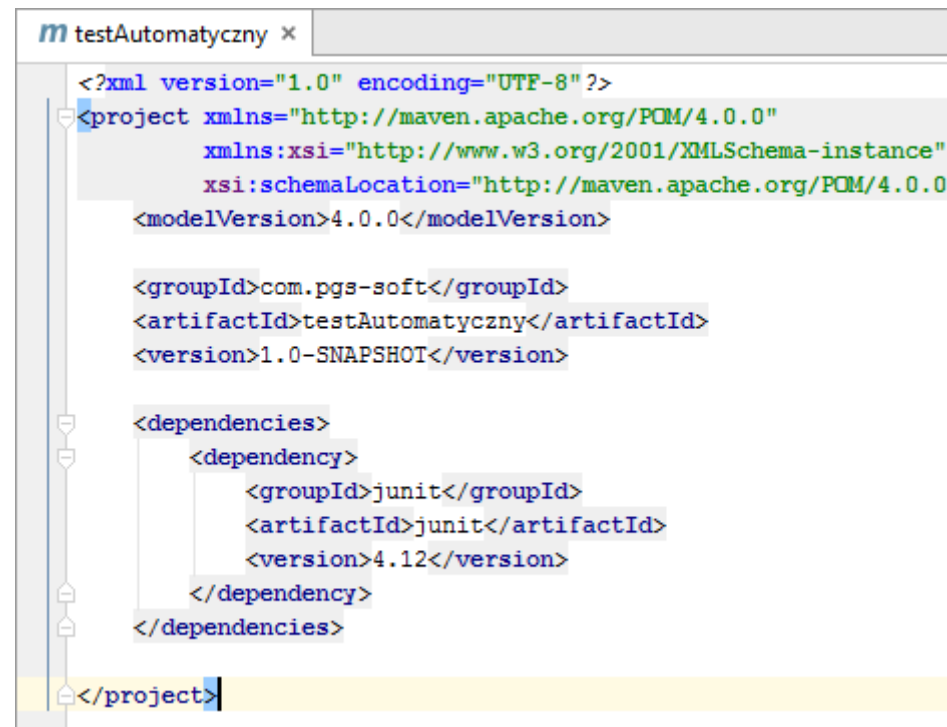 m testAutomatyczny ×
<?xml version="1.0" encoding="UTF-8"?>
<project xmlns="http://maven.apache.org/POM/4.0.0"
xmlns:xsi="http://www.w3.org/2001/XMLSchema-instance"
xsi:schemaLocation="http://maven.apache.org/POM/4.0.0
<modelVersion>4.0.0</modelVersion>
<groupId>com.pgs-soft</groupId>
<artifactId>testAutomatyczny</artifactId>
<version>1.0-SNAPSHOT</version>
<dependencies>
<dependency>
<groupId>junit</groupId>
<artifactId>junit</artifactId>
<version>4.12</version>
</dependency>
</dependencies>
</project>